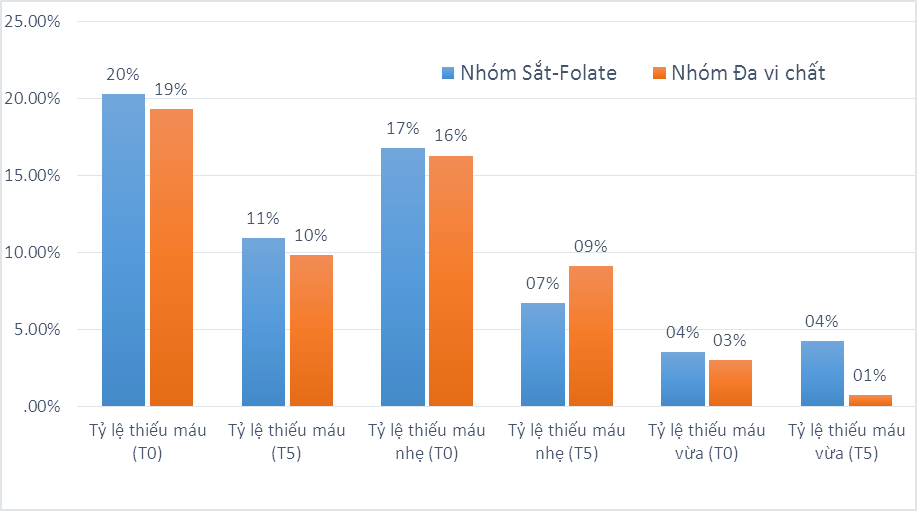 25.00%
20.00%
15.00%
10.00%
5.00%
.00%
Nhóm Sắt-Folate
Nhóm Đa vi chất
20%
19%
11%
10%
17%
16%
07%
09%
04%
03%
04%
01%
Tỷ lệ thiếu máu
(T0)
Tỷ lệ thiếu máu
(T5)
Tỷ lệ thiếu máu
nhẹ (T0)
Tỷ lệ thiếu máu
nhẹ (T5)
Tỷ lệ thiếu máu
vừa (T0)
Tỷ lệ thiếu máu
vừa (T5)